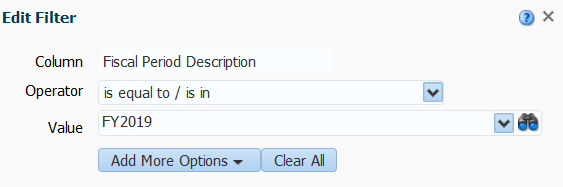 Edit Filter
Column Fiscal Period Description
Operator is equal to / is in
Value FY2019
Add More Options Clear All